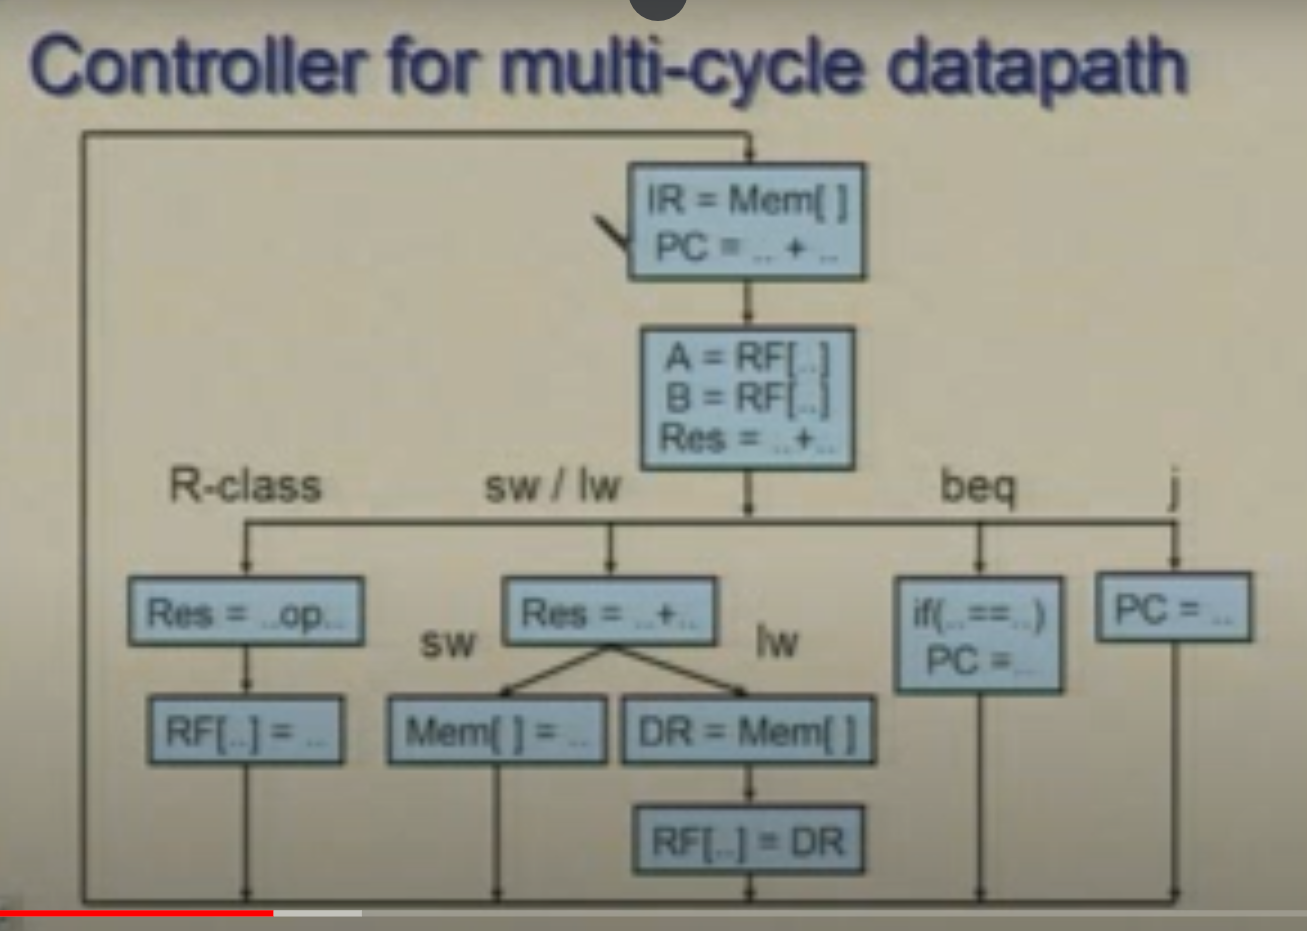 Controller for multi-cycle datapath
IR = Mem[ ]
PC = .. + ..
A = RF[..]
B = RF[..]
Res = ..+..
R-class
sw / lw
beq
j
Res = ..op..
Res = ..+..
if(..==..)
PC =..
PC = ..
sw
lw
RF[..] = ..
Mem[ ] = ..
DR = Mem[ ]
RF[..] = DR